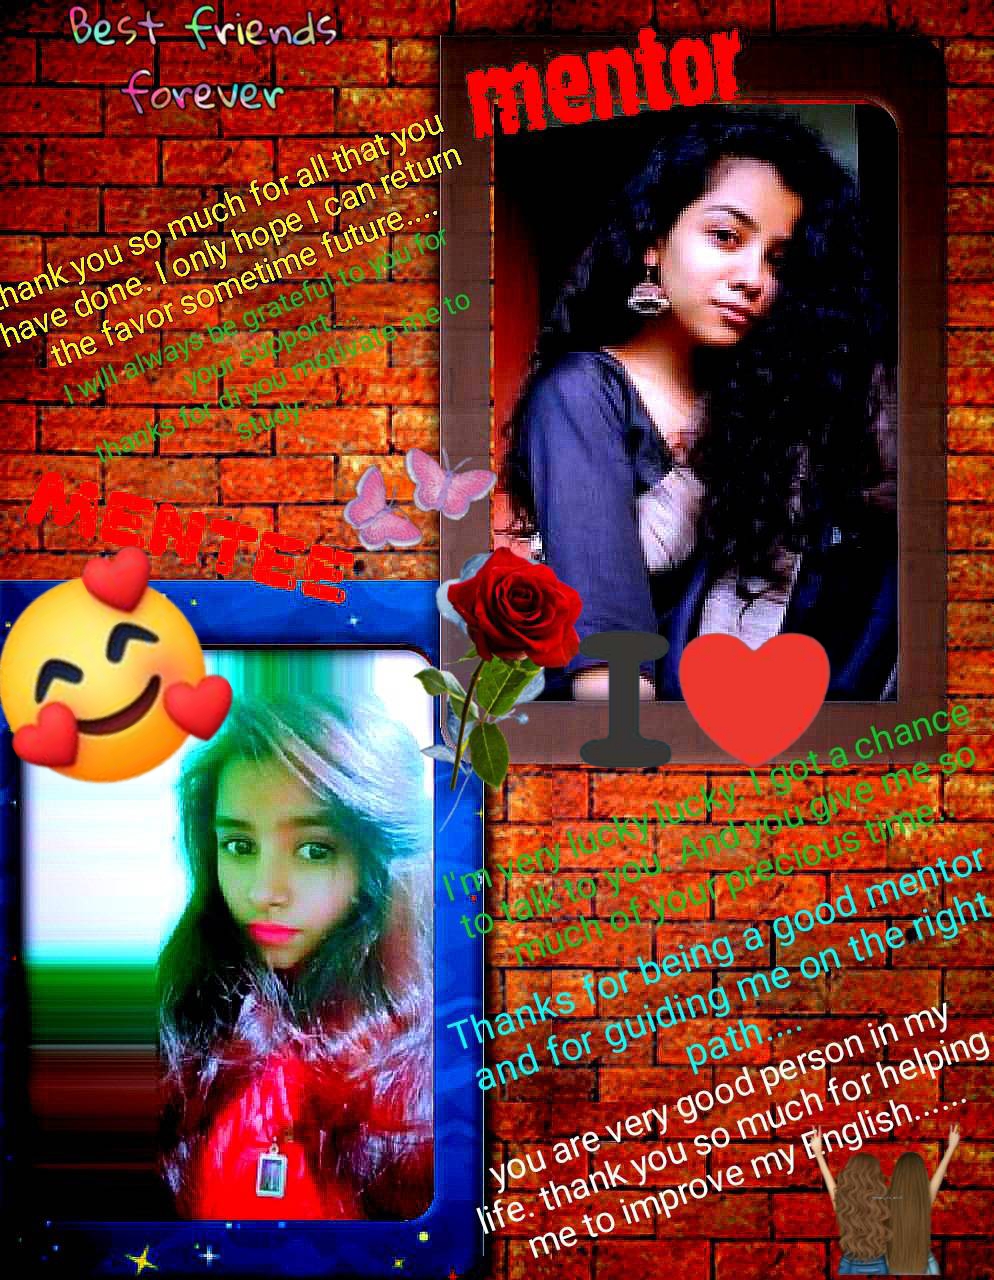 Best friends
forever
mentor
hank you so much for all that you
have done. I only hope I can return
the favor sometime future....
I will always be grateful to you for
your support....
thanks for di you motivate me to
study.....
MENTEE
I
I'm very lucky lucky. I got a chance
to talk to you. And you give me so
much of your precious time..
Thanks for being a good mentor
and for guiding me on the right
path....
you are very good person in my
life. thank you so much for helping
me to improve my English......